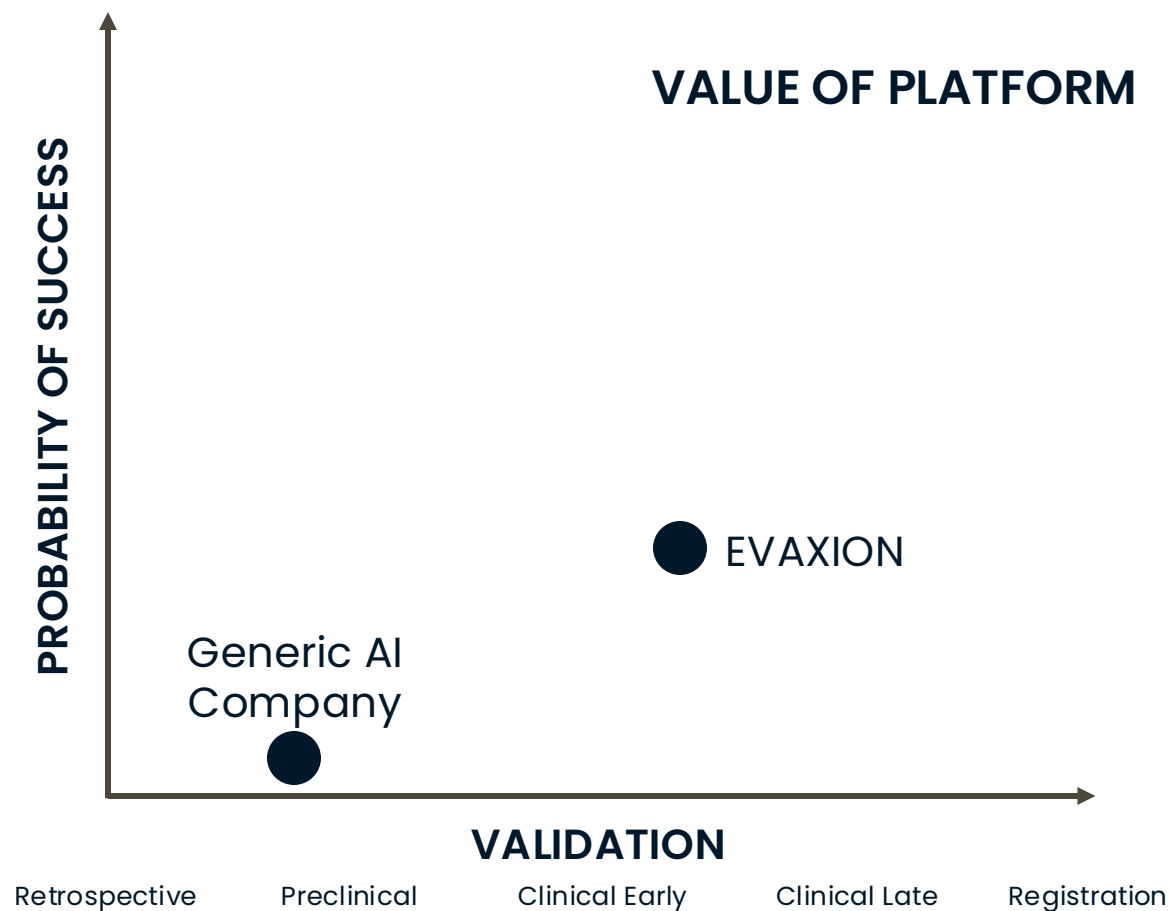 VALUE OF PLATFORM
PROBABILITY OF SUCCESS
EVAXION
Generic AI
Company
VALIDATION
Retrospective
Preclinical
Clinical Early
Clinical Late
Registration